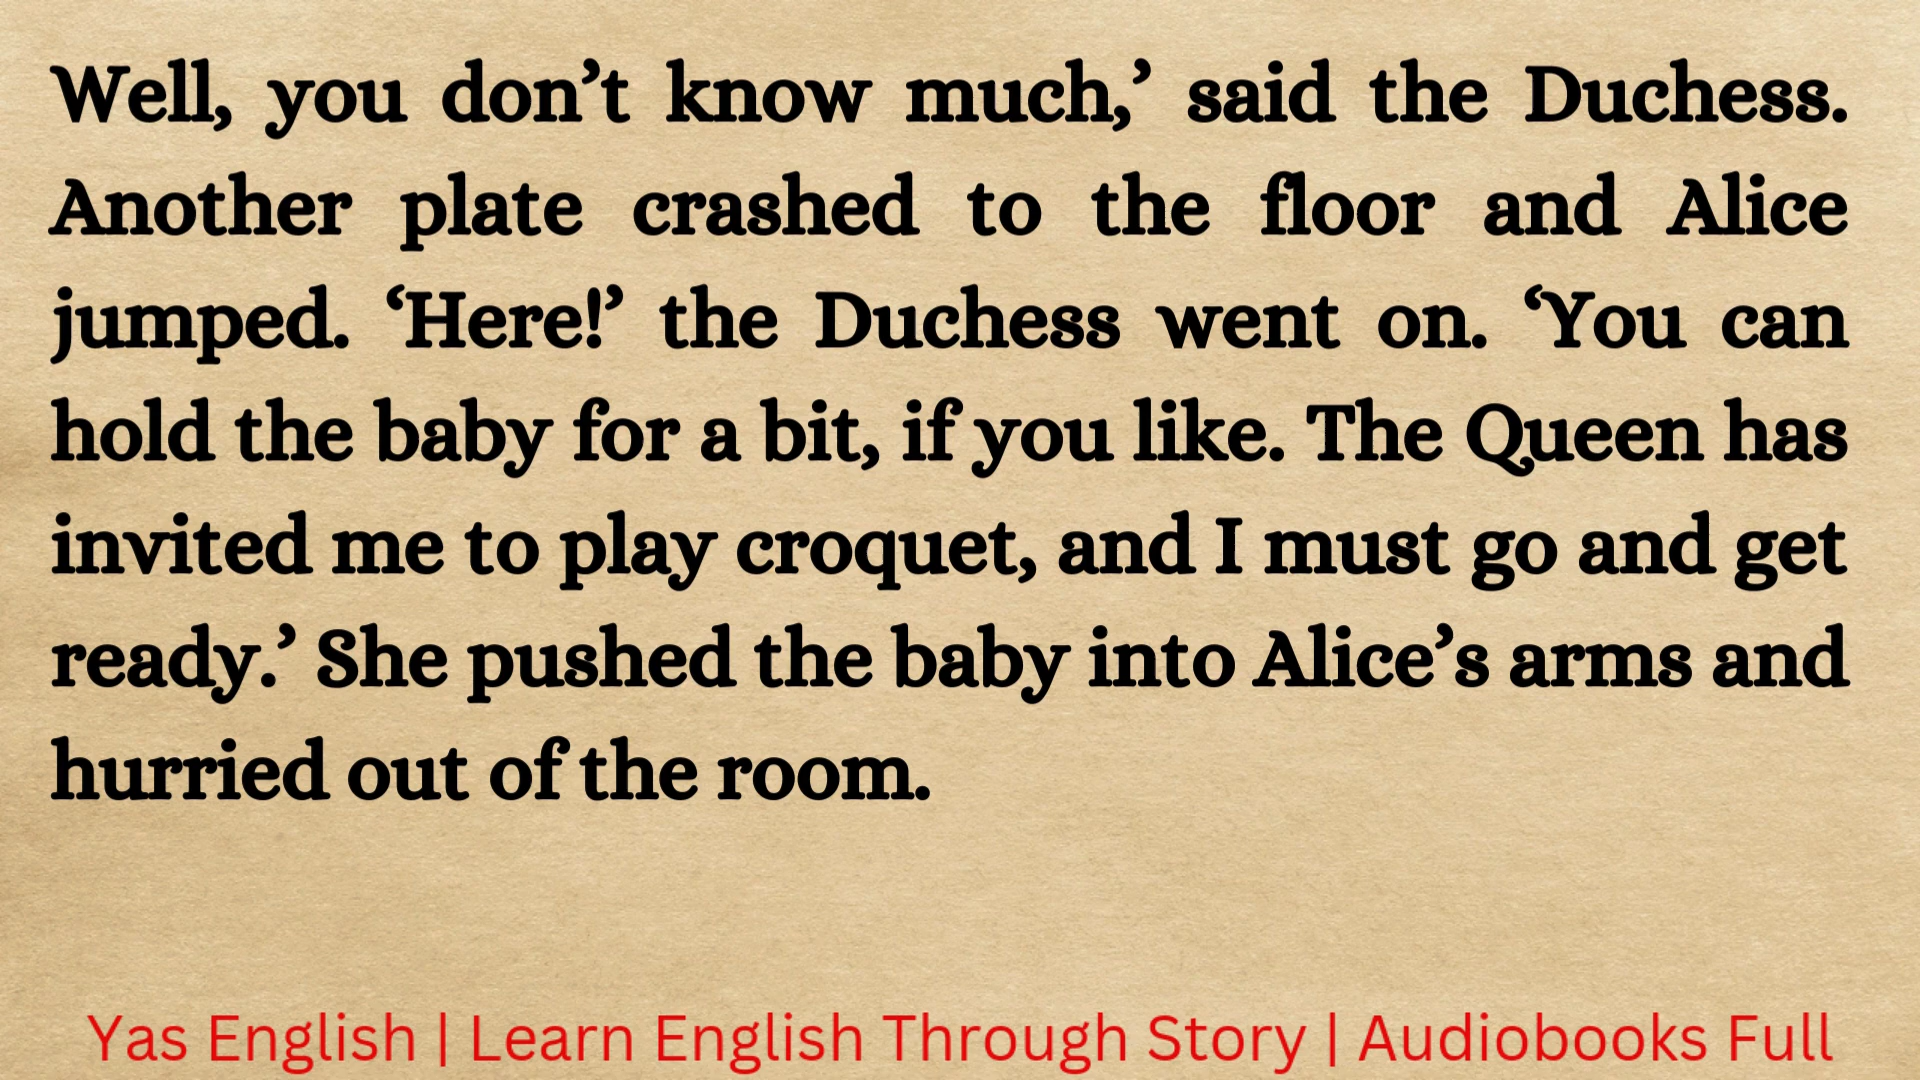 Well, you don’t know much,’ said the Duchess.
Another plate crashed to the floor and Alice
jumped. ‘Here!’ the Duchess went on. ‘You can
hold the baby for a bit, if you like. The Queen has
invited me to play croquet, and I must go and get
ready.’ She pushed the baby into Alice’s arms and
hurried out of the room.
Yas English | Learn English Through Story | Audiobooks Full